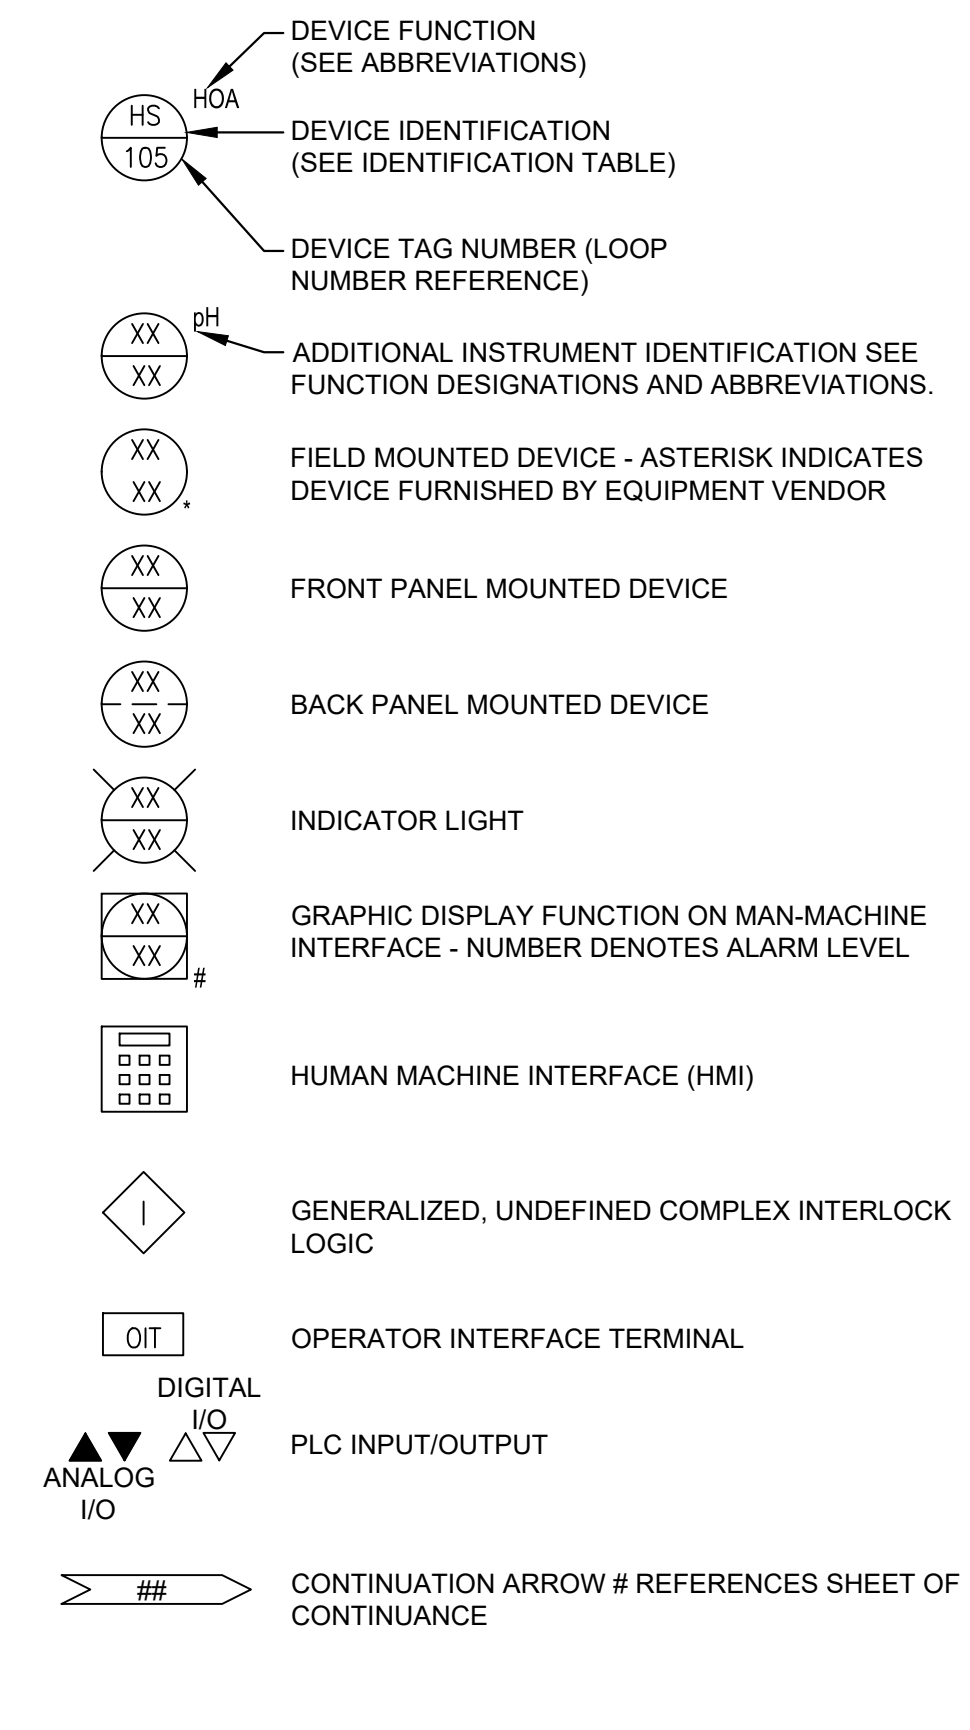 DEVICE FUNCTION
(SEE ABBREVIATIONS)
HOA
HS
105
DEVICE IDENTIFICATION
(SEE IDENTIFICATION TABLE)
DEVICE TAG NUMBER (LOOP
NUMBER REFERENCE)
pH
XX
XX
ADDITIONAL INSTRUMENT IDENTIFICATION SEE
FUNCTION DESIGNATIONS AND ABBREVIATIONS.
XX
XX
*
FIELD MOUNTED DEVICE - ASTERISK INDICATES
DEVICE FURNISHED BY EQUIPMENT VENDOR
XX
XX
FRONT PANEL MOUNTED DEVICE
XX
XX
BACK PANEL MOUNTED DEVICE
XX
XX
INDICATOR LIGHT
XX
XX
#
GRAPHIC DISPLAY FUNCTION ON MAN-MACHINE
INTERFACE - NUMBER DENOTES ALARM LEVEL
HUMAN MACHINE INTERFACE (HMI)
I
GENERALIZED, UNDEFINED COMPLEX INTERLOCK
LOGIC
OIT
OPERATOR INTERFACE TERMINAL
DIGITAL
I/O
ANALOG
I/O
PLC INPUT/OUTPUT
##
CONTINUATION ARROW # REFERENCES SHEET OF
CONTINUANCE